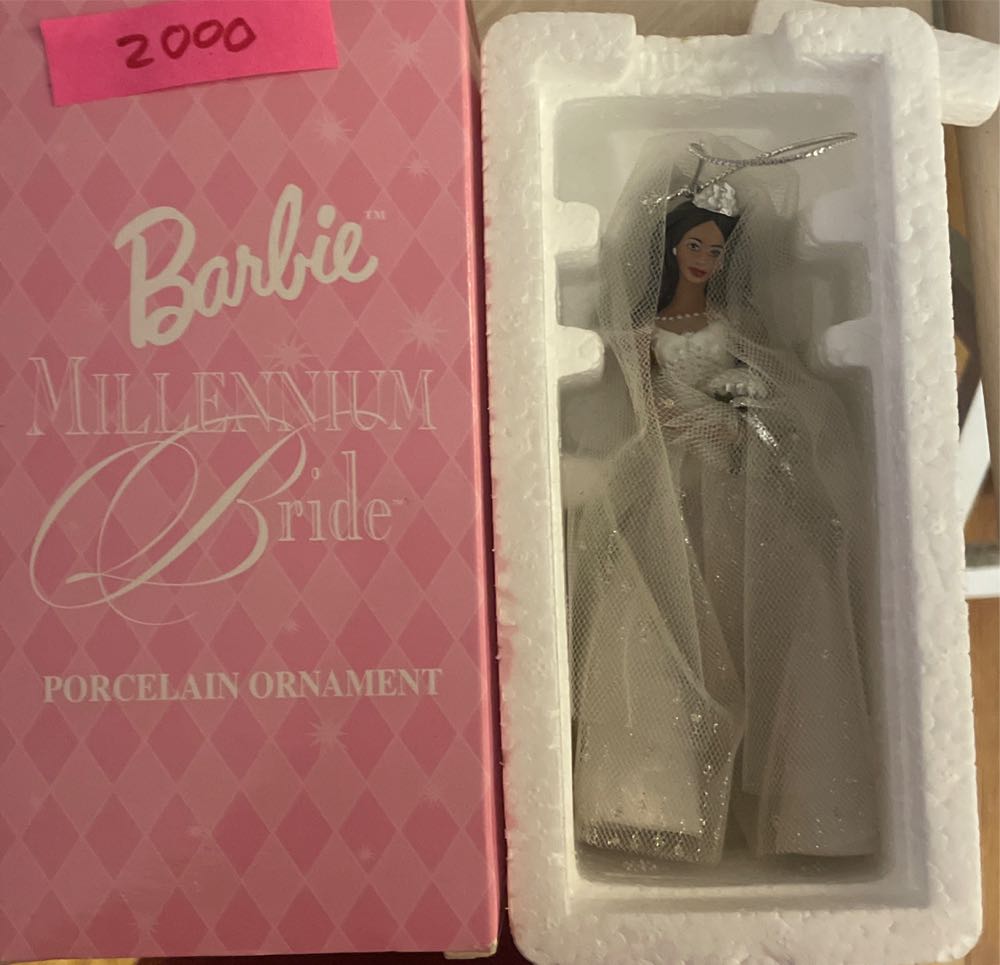 2000
Barbie™
MILLENNIUM
Bride™
PORCELAIN ORNAMENT